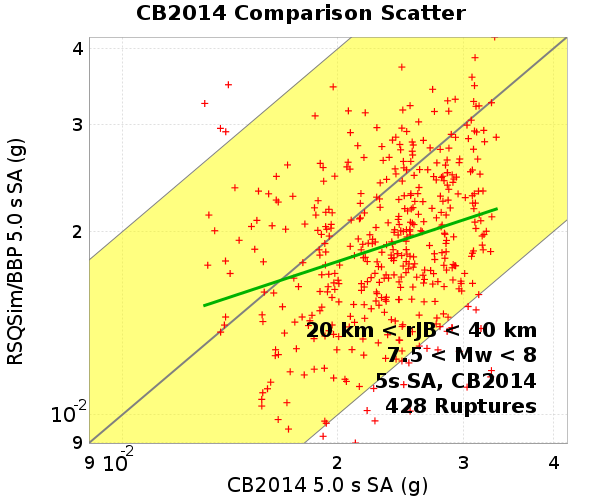 CB2014 Comparison Scatter
RSQSim/BBP 5.0 s SA (g)
4
3
2
10-2
9
20 km < rJB < 40 km
7.5 < Mw < 8
5s SA, CB2014
428 Ruptures
9 10-2 2 3 4
CB2014 5.0 s SA (g)